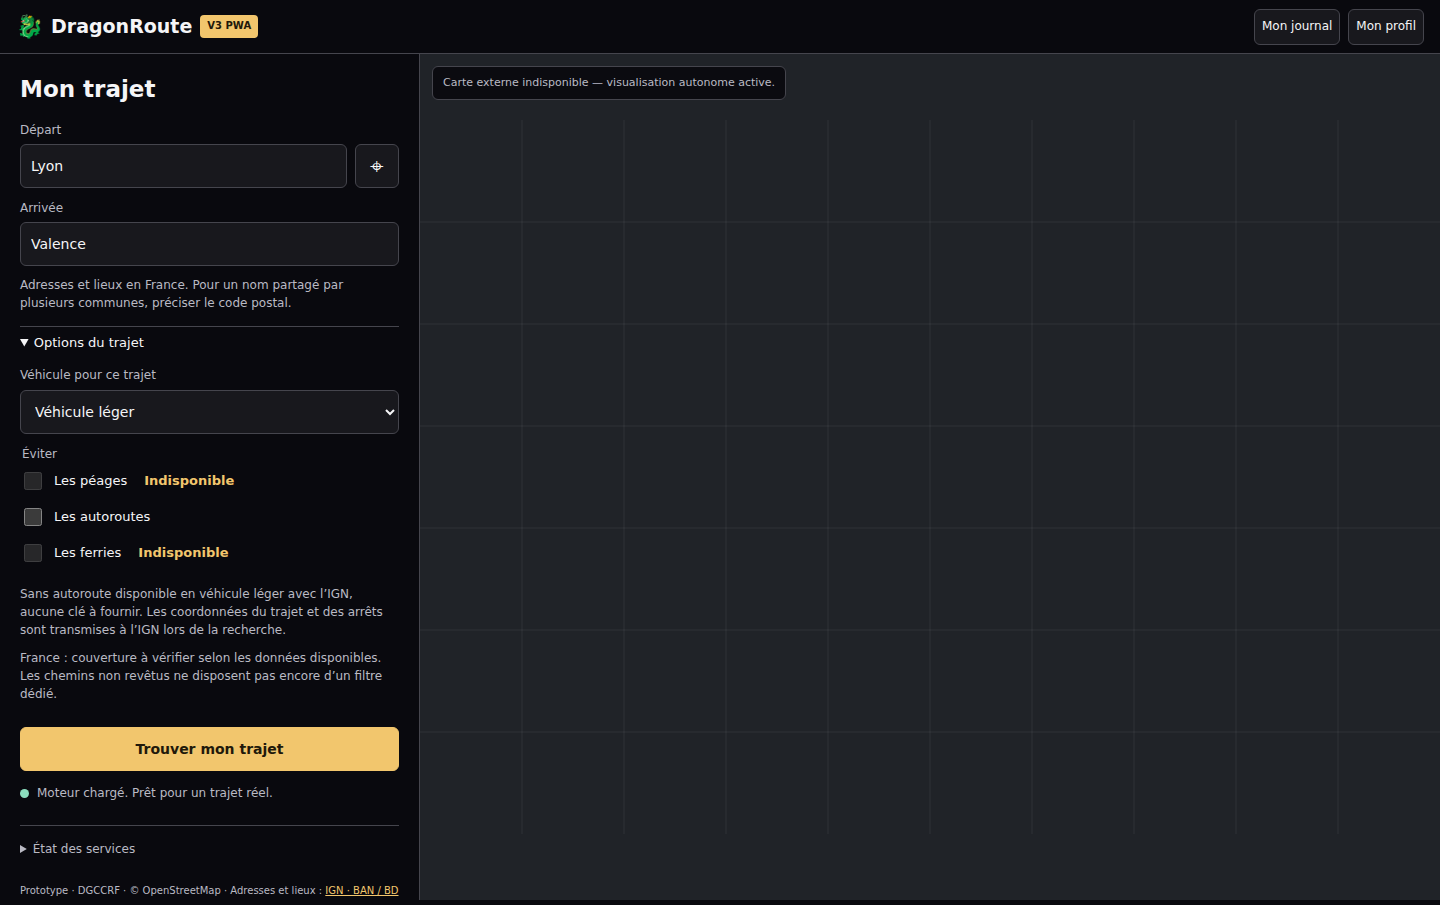 DragonRoute V3 PWA
Mon journal
Mon profil
Mon trajet
Départ
Lyon
Arrivée
Valence
Adresses et lieux en France. Pour un nom partagé par
plusieurs communes, préciser le code postal.
Options du trajet
Véhicule pour ce trajet
Véhicule léger
Éviter
Les péages Indisponible
Les autoroutes
Les ferries Indisponible
Sans autoroute disponible en véhicule léger avec l’IGN,
aucune clé à fournir. Les coordonnées du trajet et des arrêts
sont transmises à l’IGN lors de la recherche.
France : couverture à vérifier selon les données disponibles.
Les chemins non revêtus ne disposent pas encore d’un filtre
dédié.
Trouver mon trajet
Moteur chargé. Prêt pour un trajet réel.
État des services
Prototype · DGCCRF · © OpenStreetMap · Adresses et lieux : IGN · BAN / BD
Carte externe indisponible — visualisation autonome active.